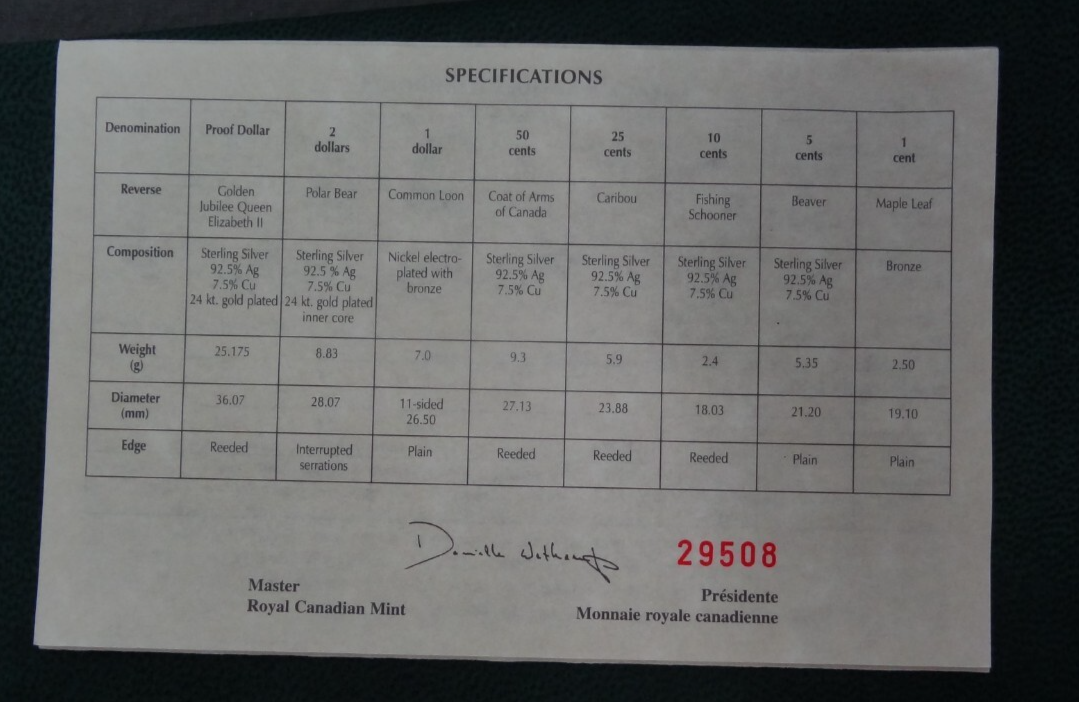 SPECIFICATIONS
Denomination | Proof Dollar | 2 dollars | 1 dollar | 50 cents | 25 cents | 10 cents | 5 cents | 1 cent
Reverse | Golden Jubilee Queen Elizabeth II | Polar Bear | Common Loon | Coat of Arms of Canada | Caribou | Fishing Schooner | Beaver | Maple Leaf
Composition | Sterling Silver 92.5% Ag 7.5% Cu 24 kt. gold plated | Sterling Silver 92.5 % Ag 7.5% Cu 24 kt. gold plated inner core | Nickel electro-plated with bronze | Sterling Silver 92.5% Ag 7.5% Cu | Sterling Silver 92.5% Ag 7.5% Cu | Sterling Silver 92.5% Ag 7.5% Cu | Sterling Silver 92.5% Ag 7.5% Cu | Bronze
Weight (g) | 25.175 | 8.83 | 7.0 | 9.3 | 5.9 | 2.4 | 5.35 | 2.50
Diameter (mm) | 36.07 | 28.07 | 11-sided 26.50 | 27.13 | 23.88 | 18.03 | 21.20 | 19.10
Edge | Reeded | Interrupted serrations | Plain | Reeded | Reeded | Reeded | Plain | Plain
29508
Master
Royal Canadian Mint
Présidente
Monnaie royale canadienne